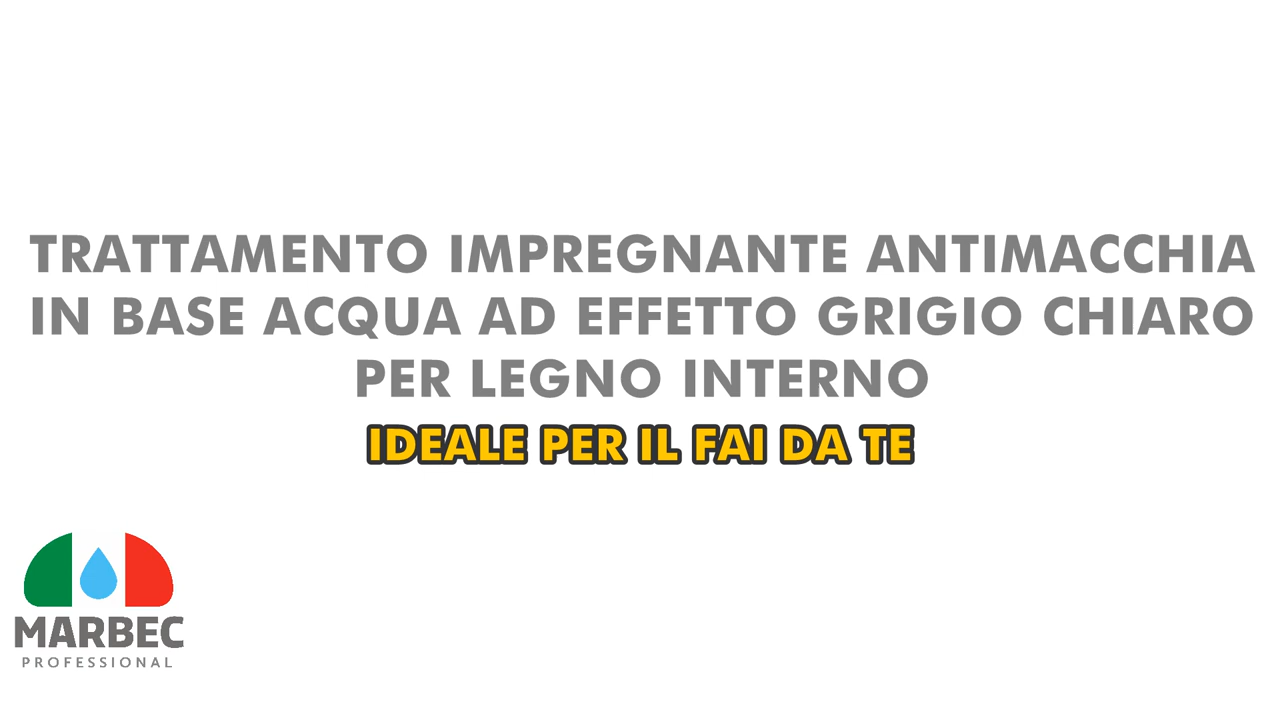 TRATTAMENTO IMPREGNANTE ANTIMACCHIA
IN BASE ACQUA AD EFFETTO GRIGIO CHIARO
PER LEGNO INTERNO
IDEALE PER IL FAI DA TE
MARBEC
PROFESSIONAL